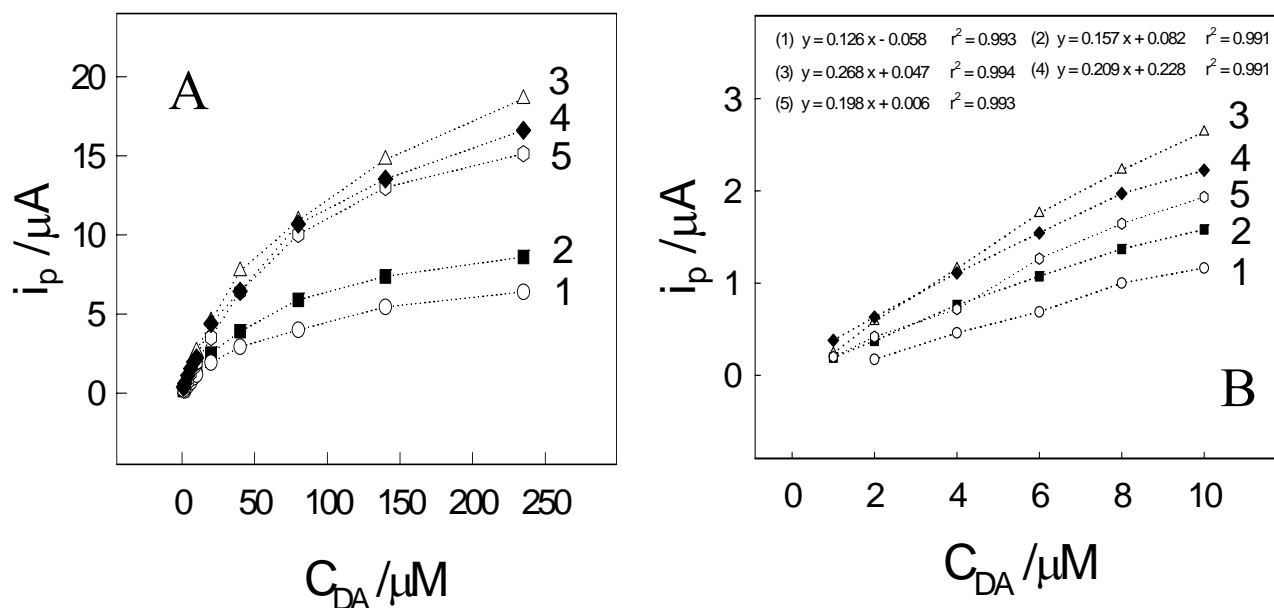 A
i_p /μA
20
15
10
5
0
3
4
5
2
1
0 50 100 150 200 250
C_DA /μM
(1) y = 0.126 x - 0.058 r² = 0.993 (2) y = 0.157 x + 0.082 r² = 0.991
(3) y = 0.268 x + 0.047 r² = 0.994 (4) y = 0.209 x + 0.228 r² = 0.991
(5) y = 0.198 x + 0.006 r² = 0.993
i_p /μA
3
2
1
0
3
4
5
2
1
B
0 2 4 6 8 10
C_DA /μM